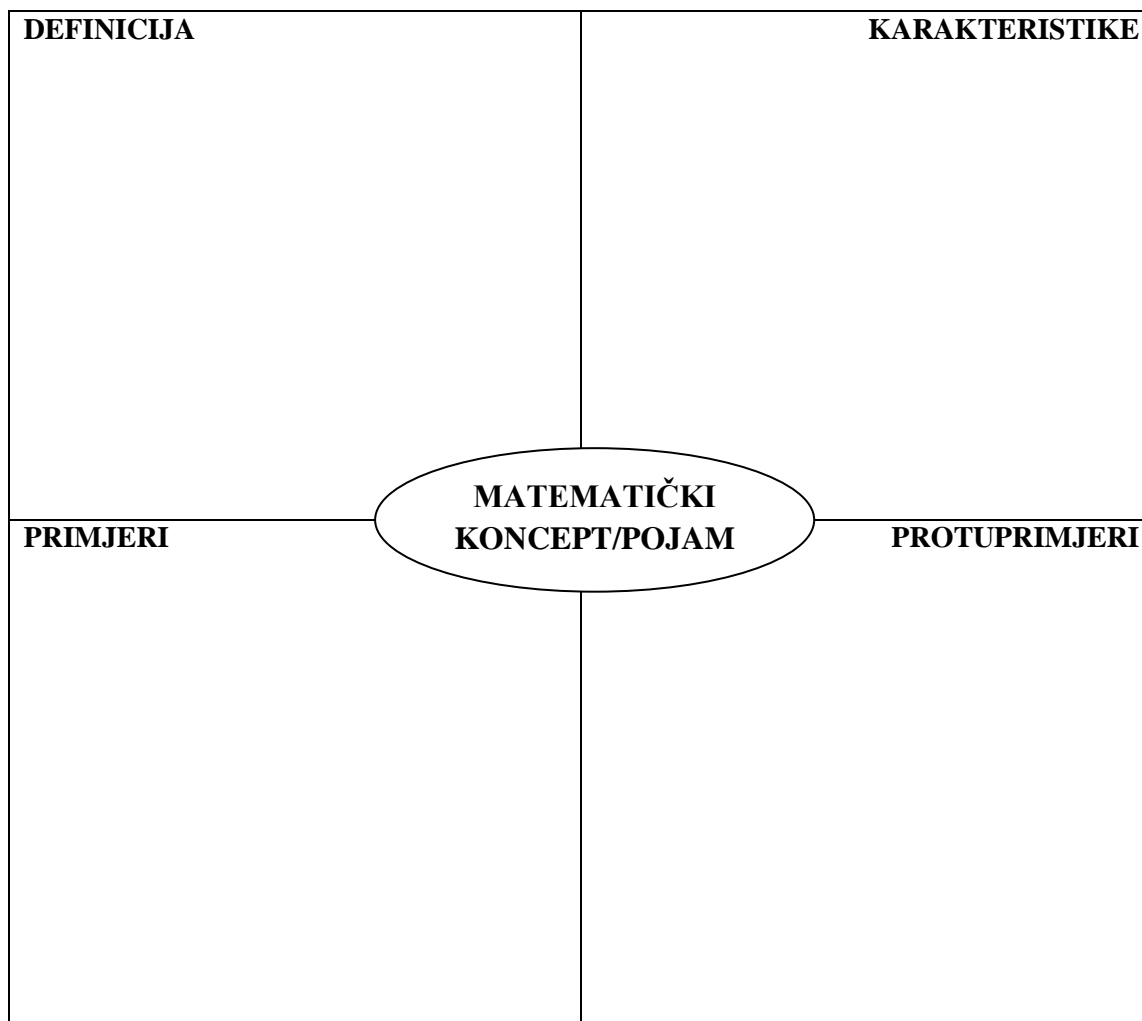 DEFINICIJA
KARAKTERISTIKE
MATEMATIČKI
KONCEPT/POJAM
PRIMJERI
PROTUPRIMJERI